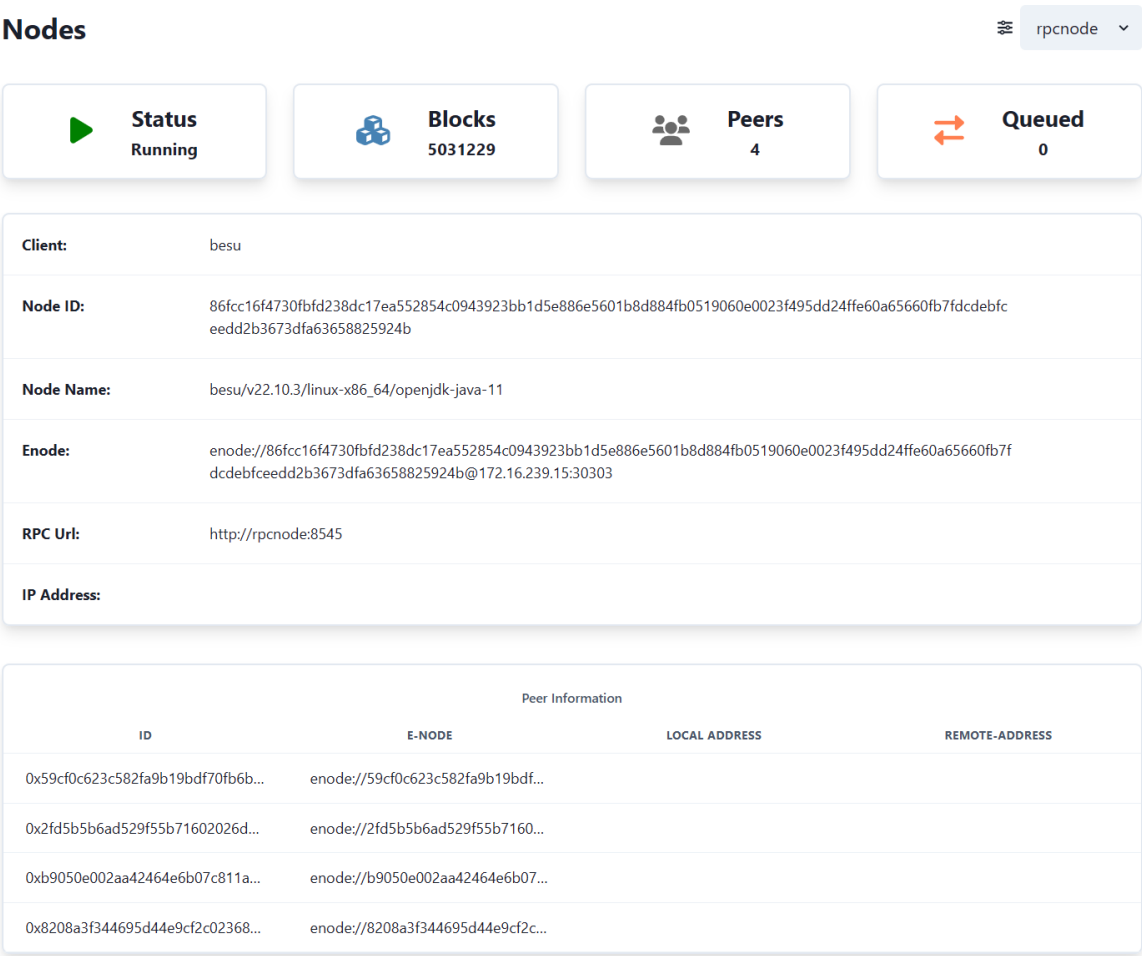 Nodes
rpcnode
Status
Running
Blocks
5031229
Peers
4
Queued
0
Client: besu
Node ID: 86fcc16f4730fbfd238dc17ea552854c0943923bb1d5e886e5601b8d884fb0519060e0023f495dd24ffe60a65660fb7fdcdebfc
eedd2b3673dfa63658825924b
Node Name: besu/v22.10.3/linux-x86_64/openjdk-java-11
Enode: enode://86fcc16f4730fbfd238dc17ea552854c0943923bb1d5e886e5601b8d884fb0519060e0023f495dd24ffe60a65660fb7f
dcdebfceedd2b3673dfa63658825924b@172.16.239.15:30303
RPC Url: http://rpcnode:8545
IP Address:
Peer Information
ID E-NODE LOCAL ADDRESS REMOTE-ADDRESS
0x59cf0c623c582fa9b19bdf70fb6b... enode://59cf0c623c582fa9b19bdf...
0x2fd5b5b6ad529f55b71602026d... enode://2fd5b5b6ad529f55b7160...
0xb9050e002aa42464e6b07c811a... enode://b9050e002aa42464e6b07...
0x8208a3f344695d44e9cf2c02368... enode://8208a3f344695d44e9cf2c...